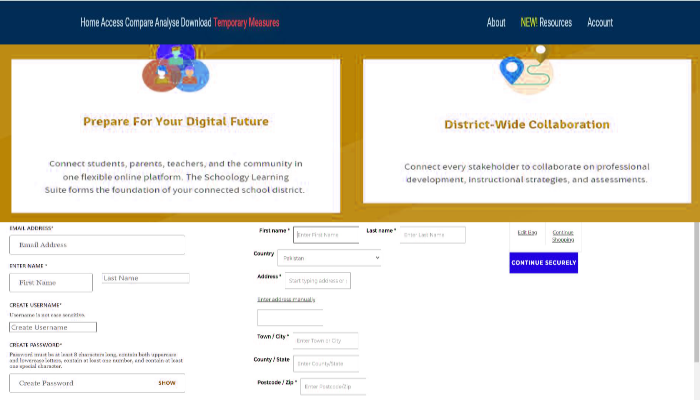 Home Access Compare Analyse Download Temporary Measures
About NEW! Resources Account
Prepare For Your Digital Future
Connect students, parents, teachers, and the community in
one flexible online platform. The Schoology Learning
Suite forms the foundation of your connected school district.
District-Wide Collaboration
Connect every stakeholder to collaborate on professional
development, instructional strategies, and assessments.
EMAIL ADDRESS*
Email Address
ENTER NAME *
First Name
Last Name
CREATE USERNAME*
Username is not case sensitive.
Create Username
CREATE PASSWORD*
Password must be at least 8 characters long, contain both uppercase
and lowercase letters, contain at least one number, and contain at least
one special character.
Create Password SHOW
First name * Enter First Name Last name * Enter Last Name
Country Pakistan
Address * Start typing address or
Enter address manually
Town / City * Enter Town or City
County / State Enter County/State
Postcode / Zip * Enter Postcode/Zip
Edit Bag
Continue
Shopping
CONTINUE SECURELY